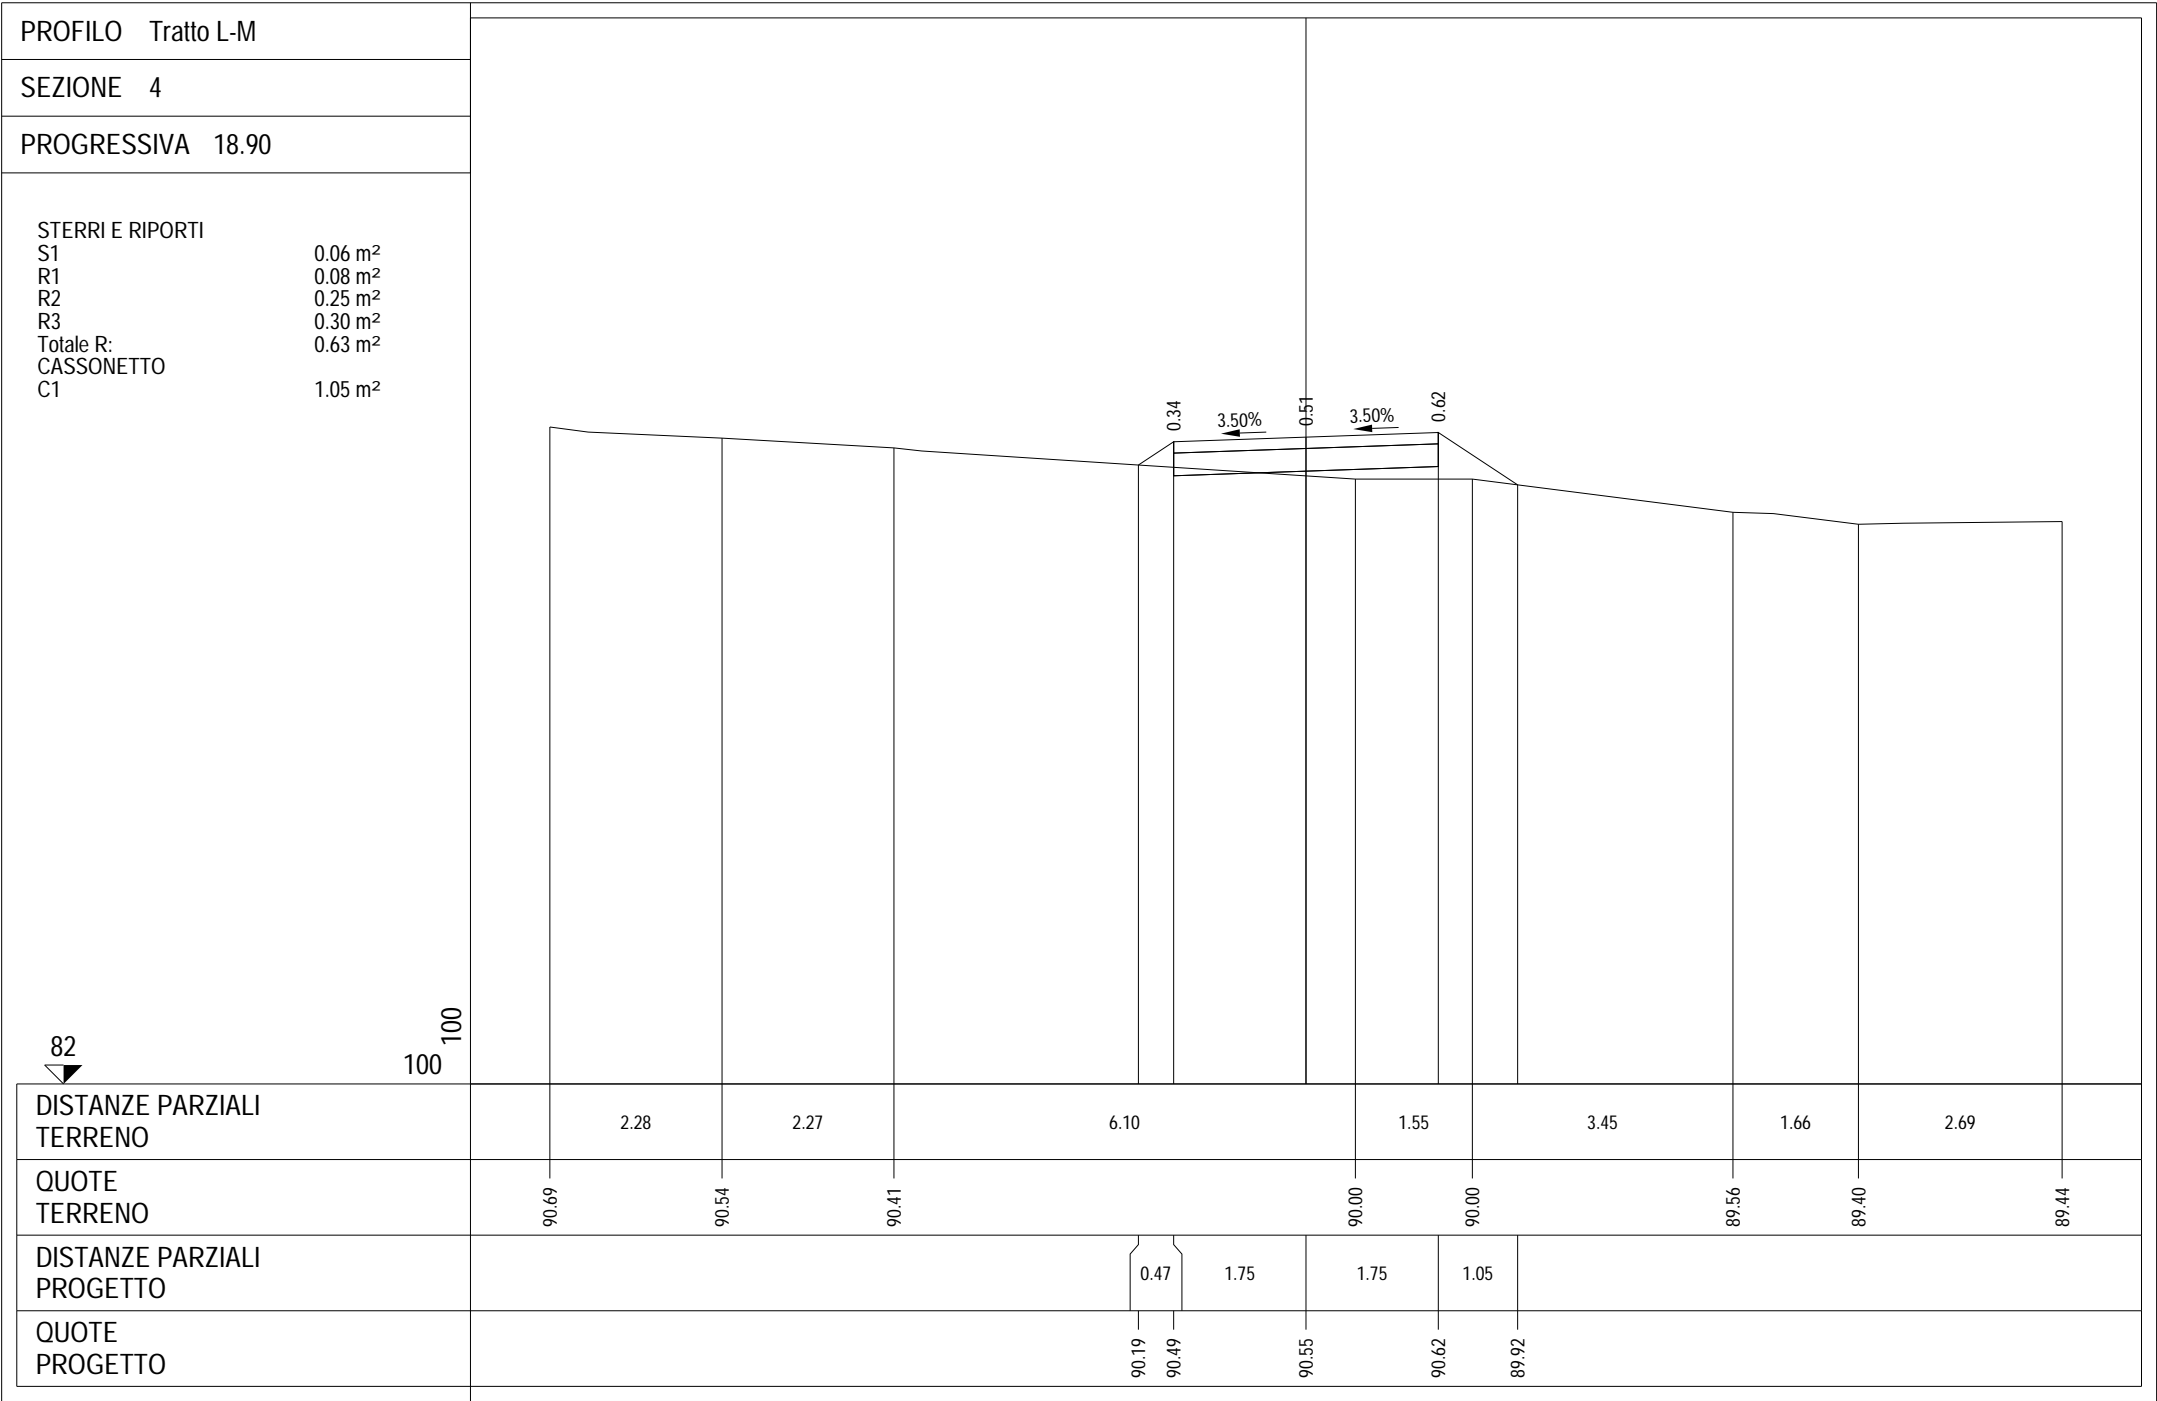 PROFILO Tratto L-M
SEZIONE 4
PROGRESSIVA 18.90
STERRI E RIPORTI
S1 0.06 m²
R1 0.08 m²
R2 0.25 m²
R3 0.30 m²
Totale R: 0.63 m²
CASSONETTO
C1 1.05 m²
0.34 3.50% 0.51 3.50% 0.62
82
100
100
DISTANZE PARZIALI
TERRENO
2.28 2.27 6.10 1.55 3.45 1.66 2.69
QUOTE
TERRENO
90.69 90.54 90.41 90.00 90.00 89.56 89.40 89.44
DISTANZE PARZIALI
PROGETTO
0.47 1.75 1.75 1.05
QUOTE
PROGETTO
90.19 90.49 90.55 90.62 89.92